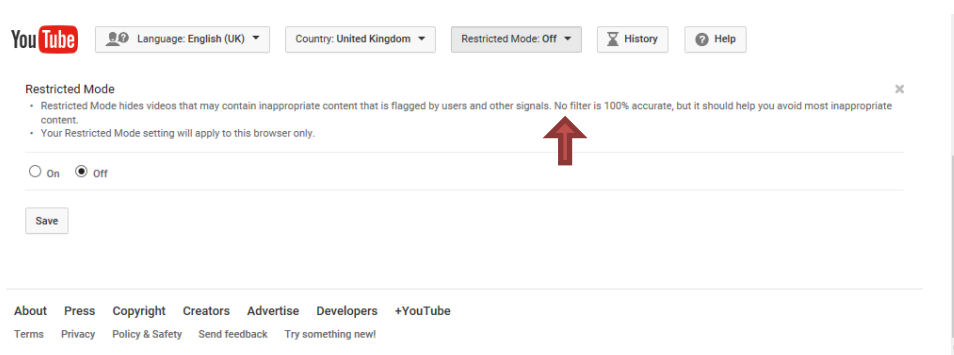 You Tube Language: English (UK) Country: United Kingdom Restricted Mode: Off History Help
Restricted Mode
• Restricted Mode hides videos that may contain inappropriate content that is flagged by users and other signals. No filter is 100% accurate, but it should help you avoid most inappropriate
content.
• Your Restricted Mode setting will apply to this browser only.
On Off
Save
About Press Copyright Creators Advertise Developers +YouTube
Terms Privacy Policy & Safety Send feedback Try something new!